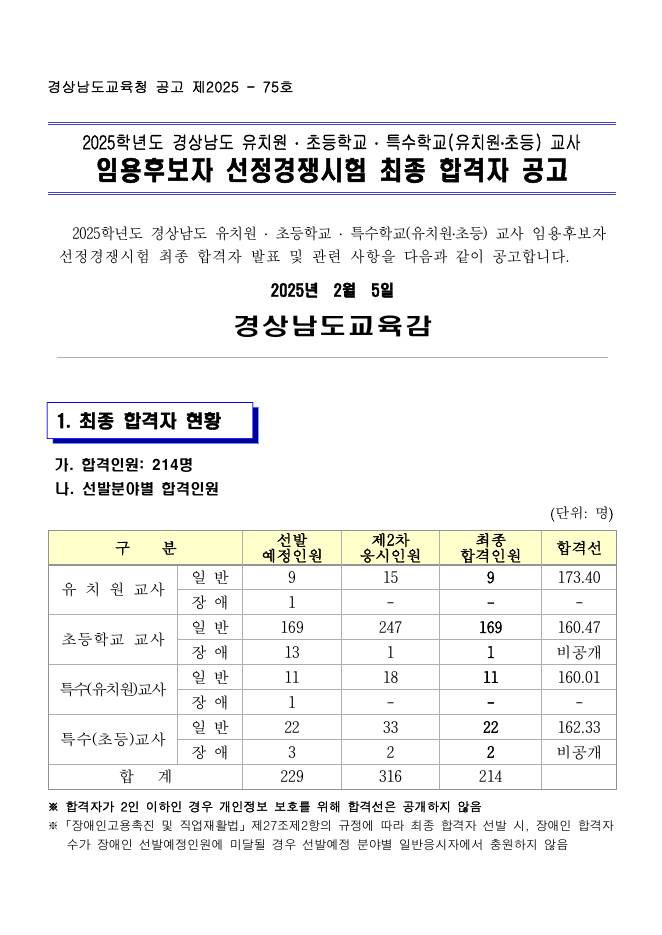 경상남도교육청 공고 제2025 - 75호
2025학년도 경상남도 유치원 · 초등학교 · 특수학교(유치원·초등) 교사
임용후보자 선정경쟁시험 최종 합격자 공고
2025학년도 경상남도 유치원 · 초등학교 · 특수학교(유치원·초등) 교사 임용후보자
선정경쟁시험 최종 합격자 발표 및 관련 사항을 다음과 같이 공고합니다.
2025년 2월 5일
경상남도교육감
1. 최종 합격자 현황
가. 합격인원: 214명
나. 선발분야별 합격인원
(단위: 명)
구 분 선발예정인원 제2차응시인원 최종합격인원 합격선
유 치 원 교사 일 반 9 15 9 173.40
장 애 1 - - -
초등학교 교사 일 반 169 247 169 160.47
장 애 13 1 1 비공개
특수(유치원)교사 일 반 11 18 11 160.01
장 애 1 - - -
특수(초등)교사 일 반 22 33 22 162.33
장 애 3 2 2 비공개
합 계 229 316 214
※ 합격자가 2인 이하인 경우 개인정보 보호를 위해 합격선은 공개하지 않음
※「장애인고용촉진 및 직업재활법」제27조제2항의 규정에 따라 최종 합격자 선발 시, 장애인 합격자
수가 장애인 선발예정인원에 미달될 경우 선발예정 분야별 일반응시자에서 충원하지 않음